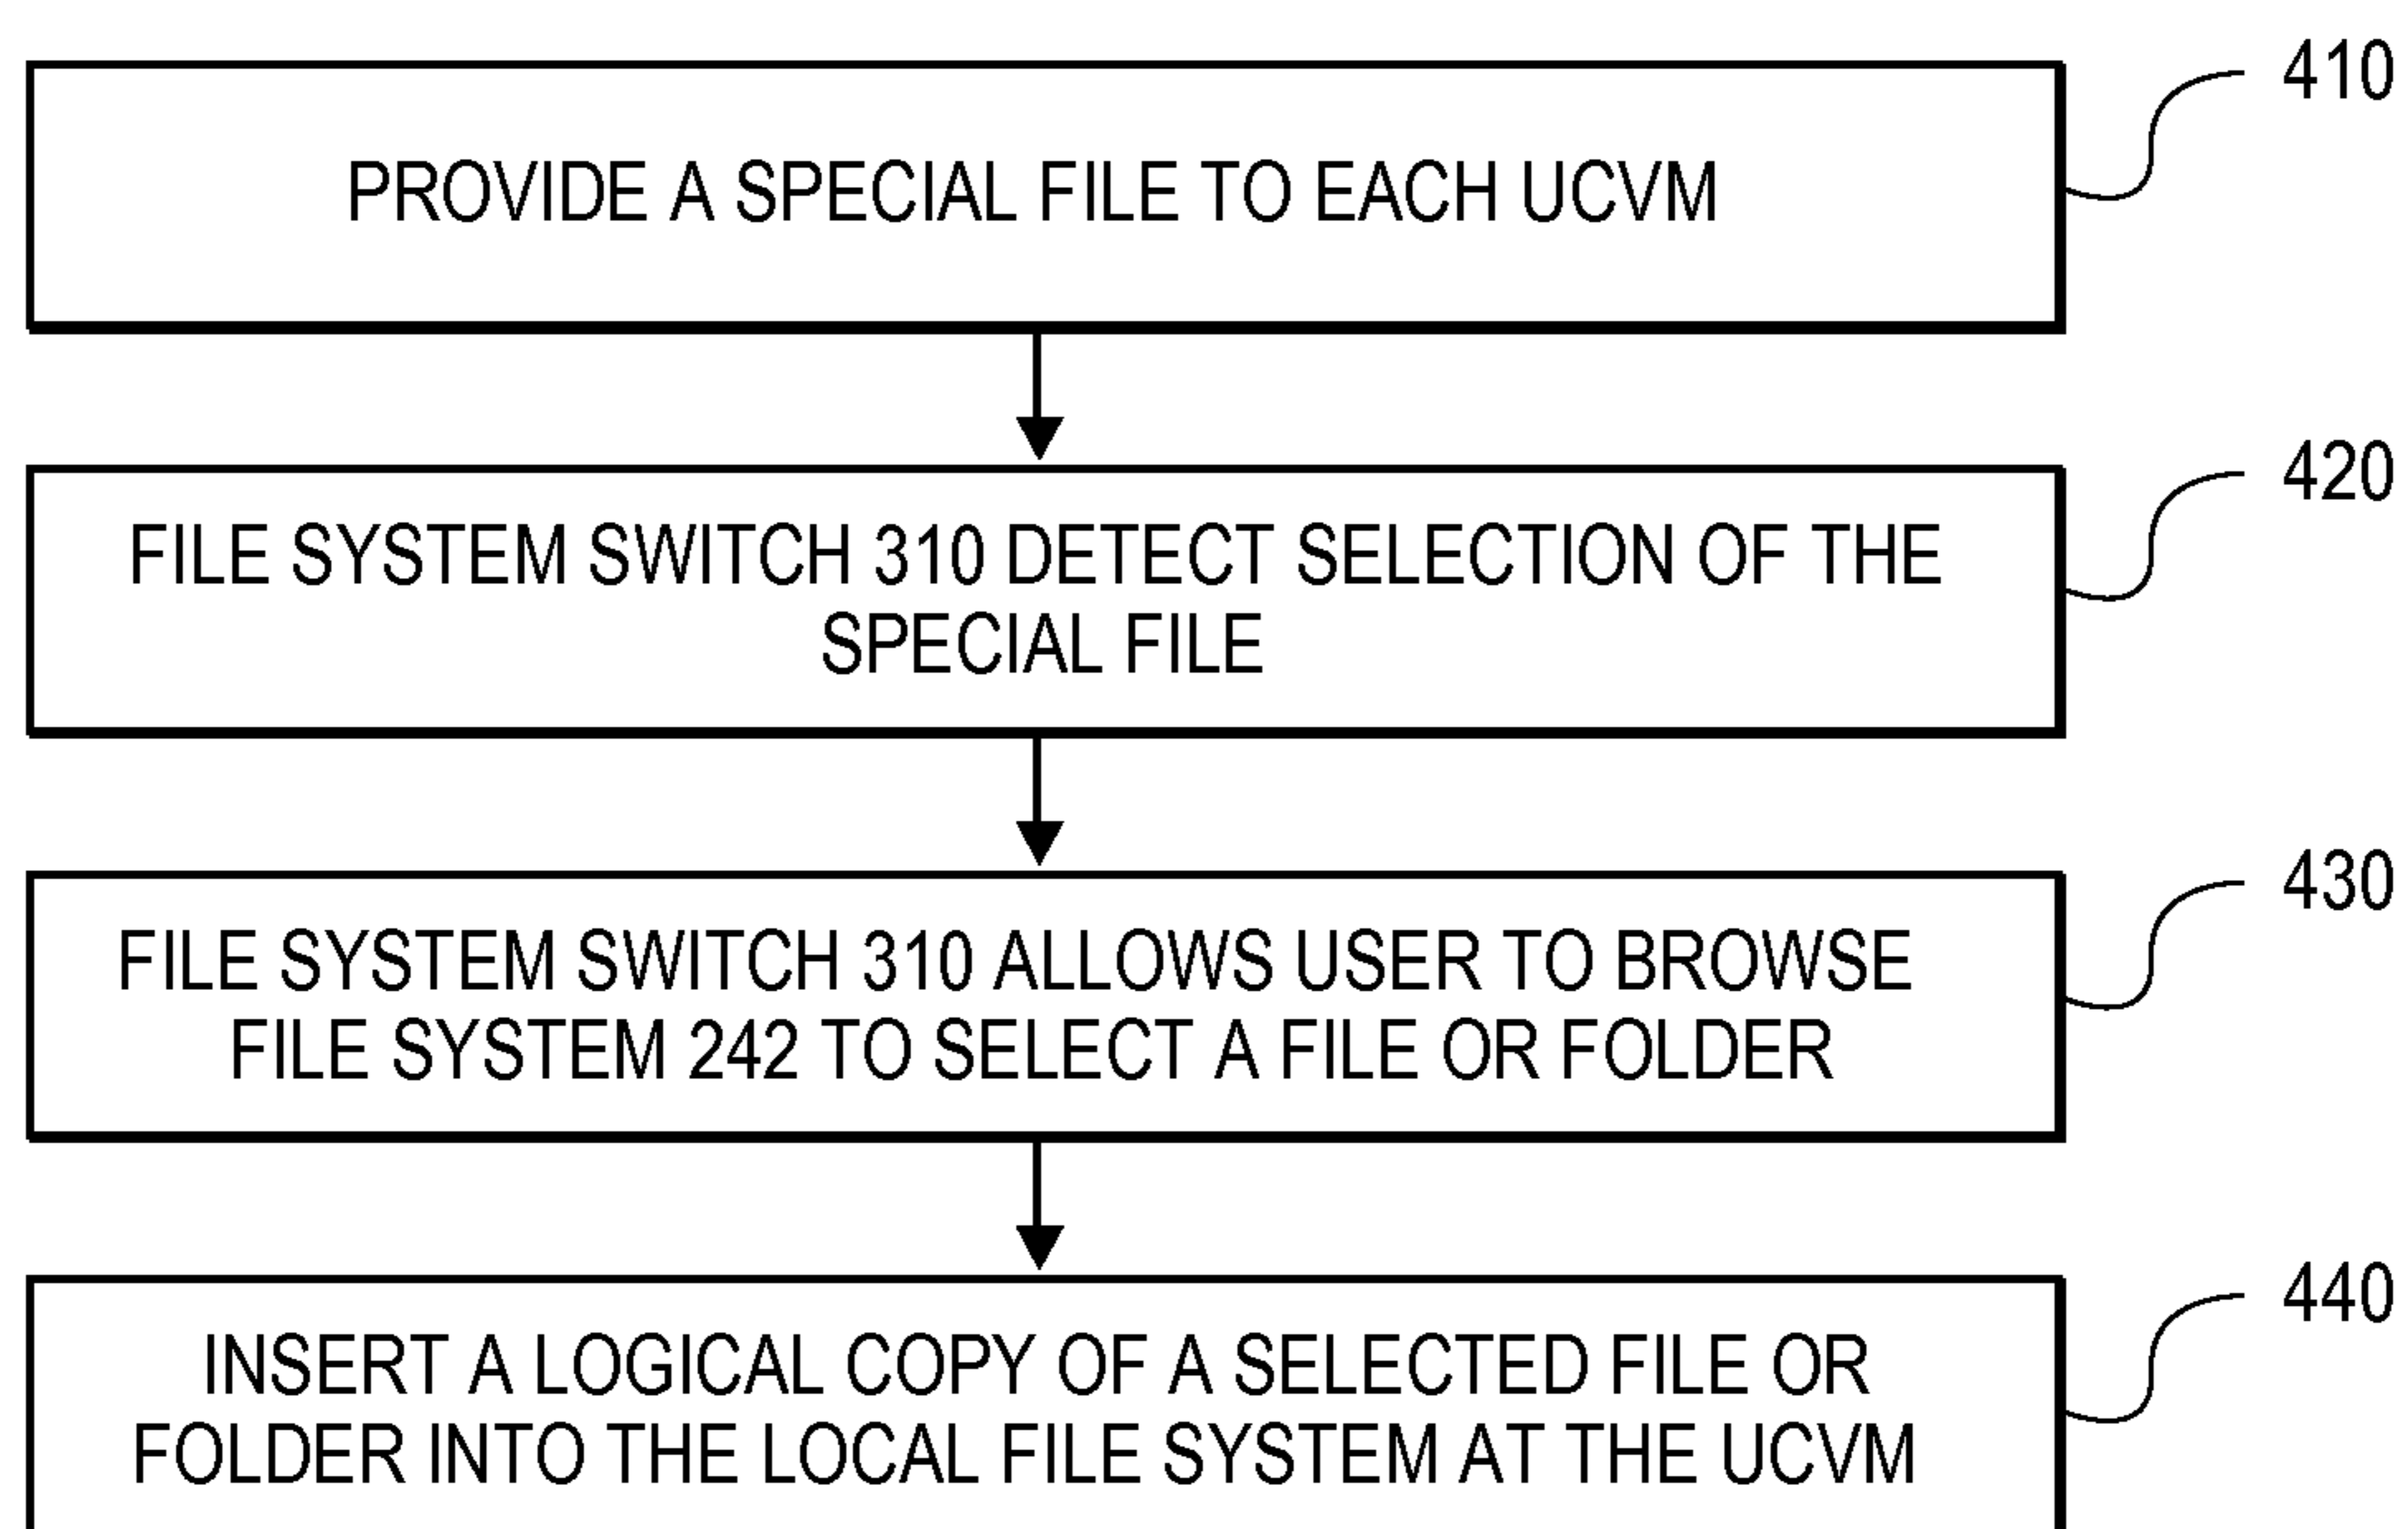 410
PROVIDE A SPECIAL FILE TO EACH UCVM
420
FILE SYSTEM SWITCH 310 DETECT SELECTION OF THE
SPECIAL FILE
430
FILE SYSTEM SWITCH 310 ALLOWS USER TO BROWSE
FILE SYSTEM 242 TO SELECT A FILE OR FOLDER
440
INSERT A LOGICAL COPY OF A SELECTED FILE OR
FOLDER INTO THE LOCAL FILE SYSTEM AT THE UCVM